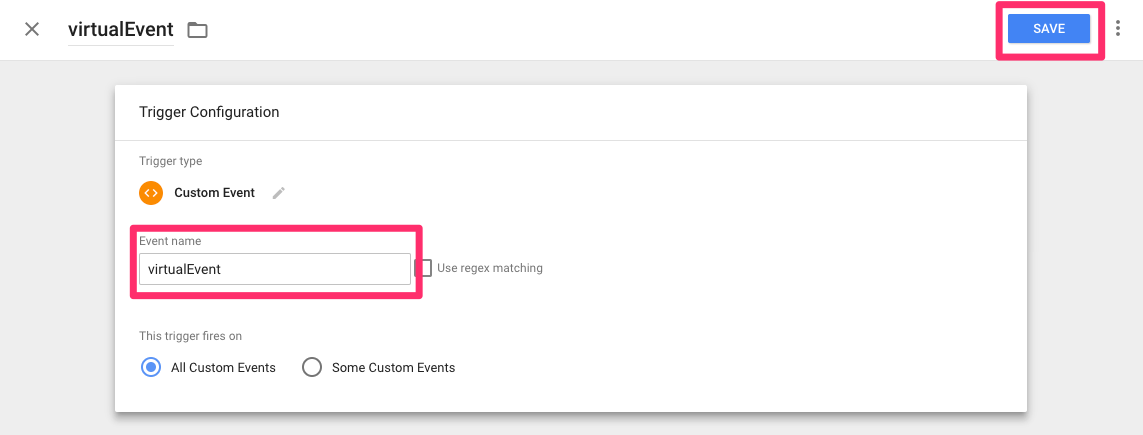 virtualEvent
SAVE
Trigger Configuration
Trigger type
Custom Event
Event name
virtualEvent
Use regex matching
This trigger fires on
All Custom Events
Some Custom Events